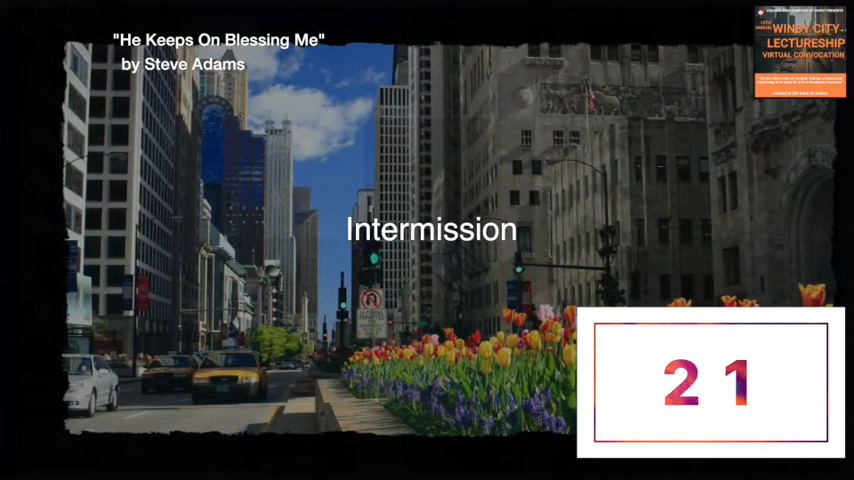 "He Keeps On Blessing Me"
by Steve Adams
WINDY CITY
LECTURESHIP
VIRTUAL CONVOCATION
Intermission
21